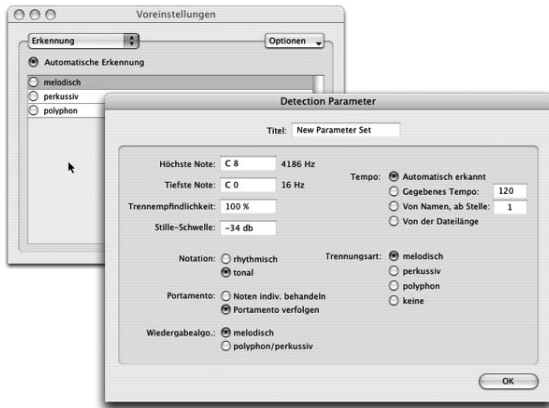 Voreinstellungen
Erkennung
Optionen
Automatische Erkennung
melodisch
perkussiv
polyphon
Detection Parameter
Titel: New Parameter Set
Höchste Note: C 8 4186 Hz
Tiefste Note: C 0 16 Hz
Trennempfindlichkeit: 100 %
Stille-Schwelle: -34 db
Tempo: Automatisch erkannt
Gegebenes Tempo: 120
Von Namen, ab Stelle: 1
Von der Dateilänge
Notation: rhythmisch
tonal
Portamento: Noten indiv. behandeln
Portamento verfolgen
Wiedergabealgo.: melodisch
polyphon/perkussiv
Trennungsart: melodisch
perkussiv
polyphon
keine
OK